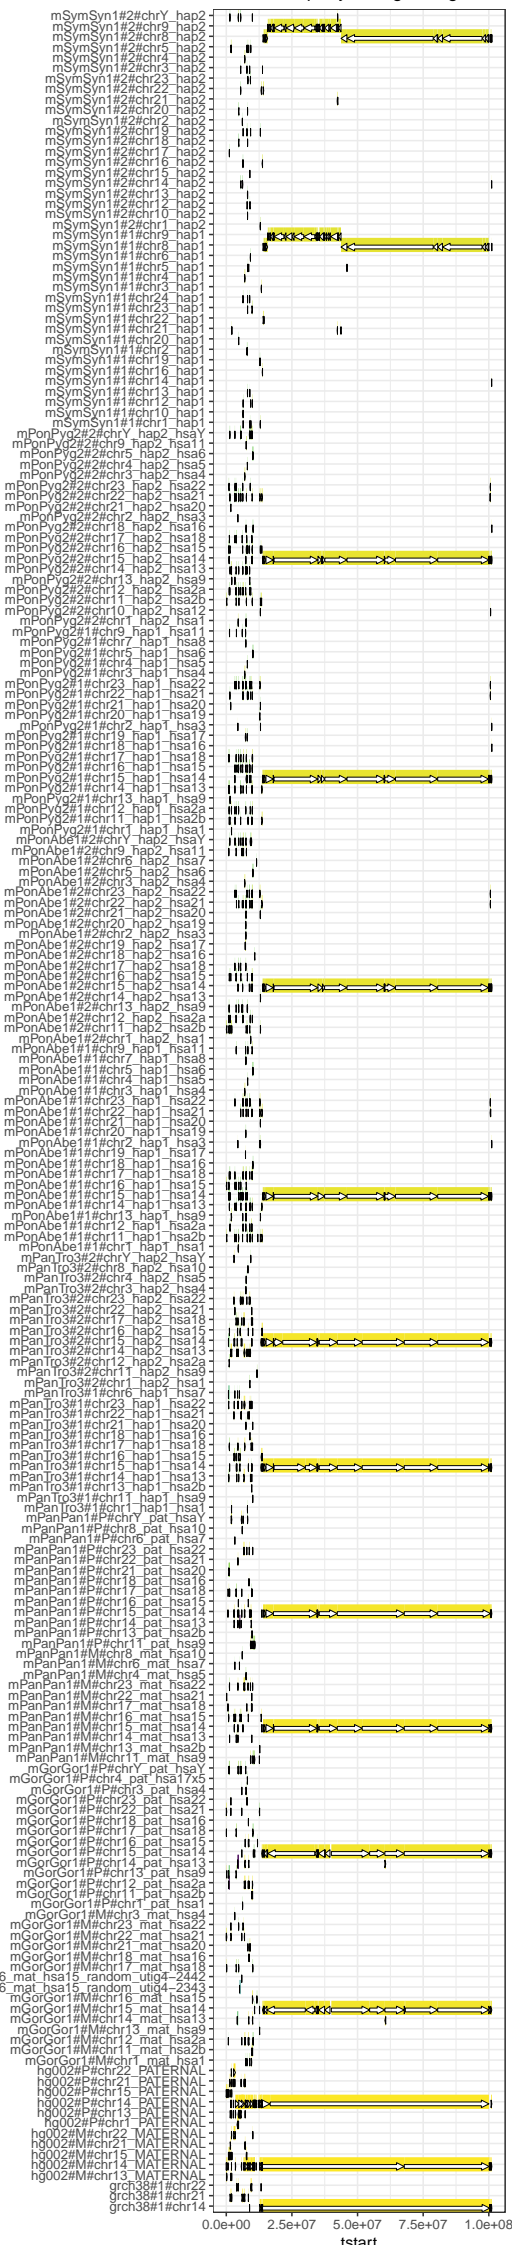 mSymSyn1#2#chrY_hap2
mSymSyn1#2#chr9_hap2
mSymSyn1#2#chr8_hap2
mSymSyn1#2#chr5_hap2
mSymSyn1#2#chr4_hap2
mSymSyn1#2#chr3_hap2
mSymSyn1#2#chr23_hap2
mSymSyn1#2#chr22_hap2
mSymSyn1#2#chr21_hap2
mSymSyn1#2#chr20_hap2
mSymSyn1#2#chr2_hap2
mSymSyn1#2#chr19_hap2
mSymSyn1#2#chr18_hap2
mSymSyn1#2#chr17_hap2
mSymSyn1#2#chr16_hap2
mSymSyn1#2#chr15_hap2
mSymSyn1#2#chr14_hap2
mSymSyn1#2#chr13_hap2
mSymSyn1#2#chr12_hap2
mSymSyn1#2#chr10_hap2
mSymSyn1#2#chr1_hap2
mSymSyn1#1#chr9_hap1
mSymSyn1#1#chr8_hap1
mSymSyn1#1#chr6_hap1
mSymSyn1#1#chr5_hap1
mSymSyn1#1#chr4_hap1
mSymSyn1#1#chr3_hap1
mSymSyn1#1#chr24_hap1
mSymSyn1#1#chr23_hap1
mSymSyn1#1#chr22_hap1
mSymSyn1#1#chr21_hap1
mSymSyn1#1#chr20_hap1
mSymSyn1#1#chr2_hap1
mSymSyn1#1#chr19_hap1
mSymSyn1#1#chr16_hap1
mSymSyn1#1#chr14_hap1
mSymSyn1#1#chr13_hap1
mSymSyn1#1#chr12_hap1
mSymSyn1#1#chr10_hap1
mSymSyn1#1#chr1_hap1
mPonPyg2#2#chrY_hap2_hsaY
mPonPyg2#2#chr9_hap2_hsa11
mPonPyg2#2#chr5_hap2_hsa6
mPonPyg2#2#chr4_hap2_hsa5
mPonPyg2#2#chr3_hap2_hsa4
mPonPyg2#2#chr23_hap2_hsa22
mPonPyg2#2#chr22_hap2_hsa21
mPonPyg2#2#chr21_hap2_hsa20
mPonPyg2#2#chr2_hap2_hsa3
mPonPyg2#2#chr18_hap2_hsa16
mPonPyg2#2#chr17_hap2_hsa18
mPonPyg2#2#chr16_hap2_hsa15
mPonPyg2#2#chr15_hap2_hsa14
mPonPyg2#2#chr14_hap2_hsa13
mPonPyg2#2#chr13_hap2_hsa9
mPonPyg2#2#chr12_hap2_hsa2a
mPonPyg2#2#chr11_hap2_hsa2b
mPonPyg2#2#chr10_hap2_hsa12
mPonPyg2#2#chr1_hap2_hsa1
mPonPyg2#1#chr9_hap1_hsa11
mPonPyg2#1#chr7_hap1_hsa8
mPonPyg2#1#chr5_hap1_hsa6
mPonPyg2#1#chr4_hap1_hsa5
mPonPyg2#1#chr3_hap1_hsa4
mPonPyg2#1#chr23_hap1_hsa22
mPonPyg2#1#chr22_hap1_hsa21
mPonPyg2#1#chr21_hap1_hsa20
mPonPyg2#1#chr20_hap1_hsa19
mPonPyg2#1#chr2_hap1_hsa3
mPonPyg2#1#chr19_hap1_hsa17
mPonPyg2#1#chr18_hap1_hsa16
mPonPyg2#1#chr17_hap1_hsa18
mPonPyg2#1#chr16_hap1_hsa15
mPonPyg2#1#chr15_hap1_hsa14
mPonPyg2#1#chr14_hap1_hsa13
mPonPyg2#1#chr13_hap1_hsa9
mPonPyg2#1#chr12_hap1_hsa2a
mPonPyg2#1#chr11_hap1_hsa2b
mPonPyg2#1#chr1_hap1_hsa1
mPonAbe1#2#chrY_hap2_hsaY
mPonAbe1#2#chr9_hap2_hsa11
mPonAbe1#2#chr6_hap2_hsa7
mPonAbe1#2#chr5_hap2_hsa6
mPonAbe1#2#chr3_hap2_hsa4
mPonAbe1#2#chr23_hap2_hsa22
mPonAbe1#2#chr22_hap2_hsa21
mPonAbe1#2#chr21_hap2_hsa20
mPonAbe1#2#chr20_hap2_hsa19
mPonAbe1#2#chr2_hap2_hsa3
mPonAbe1#2#chr19_hap2_hsa17
mPonAbe1#2#chr18_hap2_hsa16
mPonAbe1#2#chr17_hap2_hsa18
mPonAbe1#2#chr16_hap2_hsa15
mPonAbe1#2#chr15_hap2_hsa14
mPonAbe1#2#chr14_hap2_hsa13
mPonAbe1#2#chr13_hap2_hsa9
mPonAbe1#2#chr12_hap2_hsa2a
mPonAbe1#2#chr11_hap2_hsa2b
mPonAbe1#2#chr1_hap2_hsa1
mPonAbe1#1#chr9_hap1_hsa11
mPonAbe1#1#chr7_hap1_hsa8
mPonAbe1#1#chr5_hap1_hsa6
mPonAbe1#1#chr4_hap1_hsa5
mPonAbe1#1#chr3_hap1_hsa4
mPonAbe1#1#chr23_hap1_hsa22
mPonAbe1#1#chr22_hap1_hsa21
mPonAbe1#1#chr21_hap1_hsa20
mPonAbe1#1#chr20_hap1_hsa19
mPonAbe1#1#chr2_hap1_hsa3
mPonAbe1#1#chr19_hap1_hsa17
mPonAbe1#1#chr18_hap1_hsa16
mPonAbe1#1#chr17_hap1_hsa18
mPonAbe1#1#chr16_hap1_hsa15
mPonAbe1#1#chr15_hap1_hsa14
mPonAbe1#1#chr14_hap1_hsa13
mPonAbe1#1#chr13_hap1_hsa9
mPonAbe1#1#chr12_hap1_hsa2a
mPonAbe1#1#chr11_hap1_hsa2b
mPonAbe1#1#chr1_hap1_hsa1
mPanTro3#2#chrY_hap2_hsaY
mPanTro3#2#chr8_hap2_hsa10
mPanTro3#2#chr4_hap2_hsa5
mPanTro3#2#chr3_hap2_hsa4
mPanTro3#2#chr23_hap2_hsa22
mPanTro3#2#chr22_hap2_hsa21
mPanTro3#2#chr17_hap2_hsa18
mPanTro3#2#chr16_hap2_hsa15
mPanTro3#2#chr15_hap2_hsa14
mPanTro3#2#chr14_hap2_hsa13
mPanTro3#2#chr12_hap2_hsa2a
mPanTro3#2#chr11_hap2_hsa9
mPanTro3#2#chr1_hap2_hsa1
mPanTro3#1#chr6_hap1_hsa7
mPanTro3#1#chr23_hap1_hsa22
mPanTro3#1#chr22_hap1_hsa21
mPanTro3#1#chr21_hap1_hsa20
mPanTro3#1#chr18_hap1_hsa16
mPanTro3#1#chr17_hap1_hsa18
mPanTro3#1#chr16_hap1_hsa15
mPanTro3#1#chr15_hap1_hsa14
mPanTro3#1#chr14_hap1_hsa13
mPanTro3#1#chr13_hap1_hsa2b
mPanTro3#1#chr11_hap1_hsa9
mPanTro3#1#chr1_hap1_hsa1
mPanPan1#P#chrY_pat_hsaY
mPanPan1#P#chr8_pat_hsa10
mPanPan1#P#chr6_pat_hsa7
mPanPan1#P#chr23_pat_hsa22
mPanPan1#P#chr22_pat_hsa21
mPanPan1#P#chr21_pat_hsa20
mPanPan1#P#chr18_pat_hsa16
mPanPan1#P#chr17_pat_hsa18
mPanPan1#P#chr16_pat_hsa15
mPanPan1#P#chr15_pat_hsa14
mPanPan1#P#chr14_pat_hsa13
mPanPan1#P#chr13_pat_hsa2b
mPanPan1#P#chr11_pat_hsa9
mPanPan1#M#chr8_mat_hsa10
mPanPan1#M#chr6_mat_hsa7
mPanPan1#M#chr4_mat_hsa5
mPanPan1#M#chr23_mat_hsa22
mPanPan1#M#chr22_mat_hsa21
mPanPan1#M#chr17_mat_hsa18
mPanPan1#M#chr16_mat_hsa15
mPanPan1#M#chr15_mat_hsa14
mPanPan1#M#chr14_mat_hsa13
mPanPan1#M#chr13_mat_hsa2b
mPanPan1#M#chr11_mat_hsa9
mGorGor1#P#chrY_pat_hsaY
mGorGor1#P#chr4_pat_hsa17x5
mGorGor1#P#chr3_pat_hsa4
mGorGor1#P#chr23_pat_hsa22
mGorGor1#P#chr22_pat_hsa21
mGorGor1#P#chr18_pat_hsa16
mGorGor1#P#chr17_pat_hsa18
mGorGor1#P#chr16_pat_hsa15
mGorGor1#P#chr15_pat_hsa14
mGorGor1#P#chr14_pat_hsa13
mGorGor1#P#chr13_pat_hsa9
mGorGor1#P#chr12_pat_hsa2a
mGorGor1#P#chr11_pat_hsa2b
mGorGor1#P#chr1_pat_hsa1
mGorGor1#M#chr3_mat_hsa4
mGorGor1#M#chr23_mat_hsa22
mGorGor1#M#chr22_mat_hsa21
mGorGor1#M#chr21_mat_hsa20
mGorGor1#M#chr18_mat_hsa16
mGorGor1#M#chr17_mat_hsa18
6_mat_hsa15_random_utig4-2442
6_mat_hsa15_random_utig4-2343
mGorGor1#M#chr16_mat_hsa15
mGorGor1#M#chr15_mat_hsa14
mGorGor1#M#chr14_mat_hsa13
mGorGor1#M#chr13_mat_hsa9
mGorGor1#M#chr12_mat_hsa2a
mGorGor1#M#chr11_mat_hsa2b
mGorGor1#M#chr1_mat_hsa1
hg002#P#chr22_PATERNAL
hg002#P#chr21_PATERNAL
hg002#P#chr15_PATERNAL
hg002#P#chr14_PATERNAL
hg002#P#chr13_PATERNAL
hg002#P#chr1_PATERNAL
hg002#M#chr22_MATERNAL
hg002#M#chr21_MATERNAL
hg002#M#chr15_MATERNAL
hg002#M#chr14_MATERNAL
hg002#M#chr13_MATERNAL
grch38#1#chr22
grch38#1#chr21
grch38#1#chr14
0.0e+00 2.5e+07 5.0e+07 7.5e+07 1.0e+08
tstart